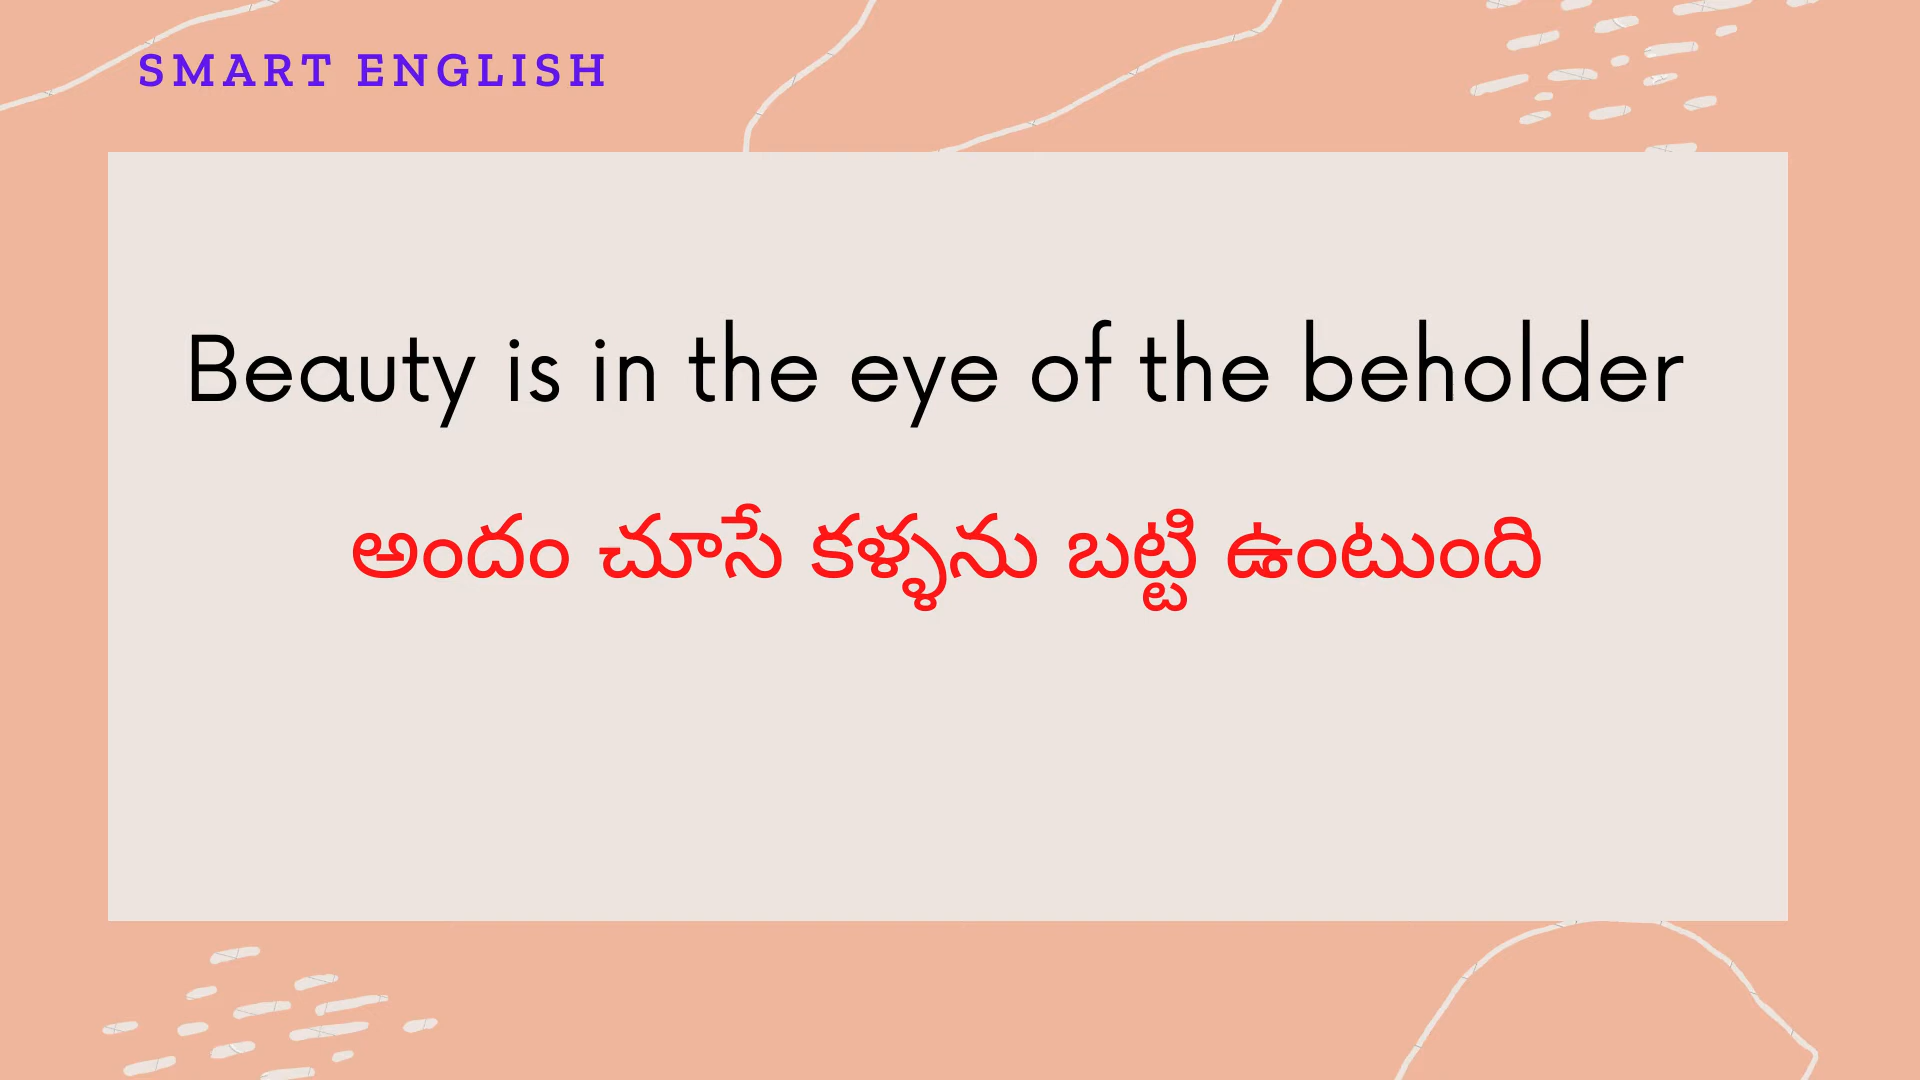 SMART ENGLISH
Beauty is in the eye of the beholder
అందం చూసే కళ్ళను బట్టి ఉంటుంది